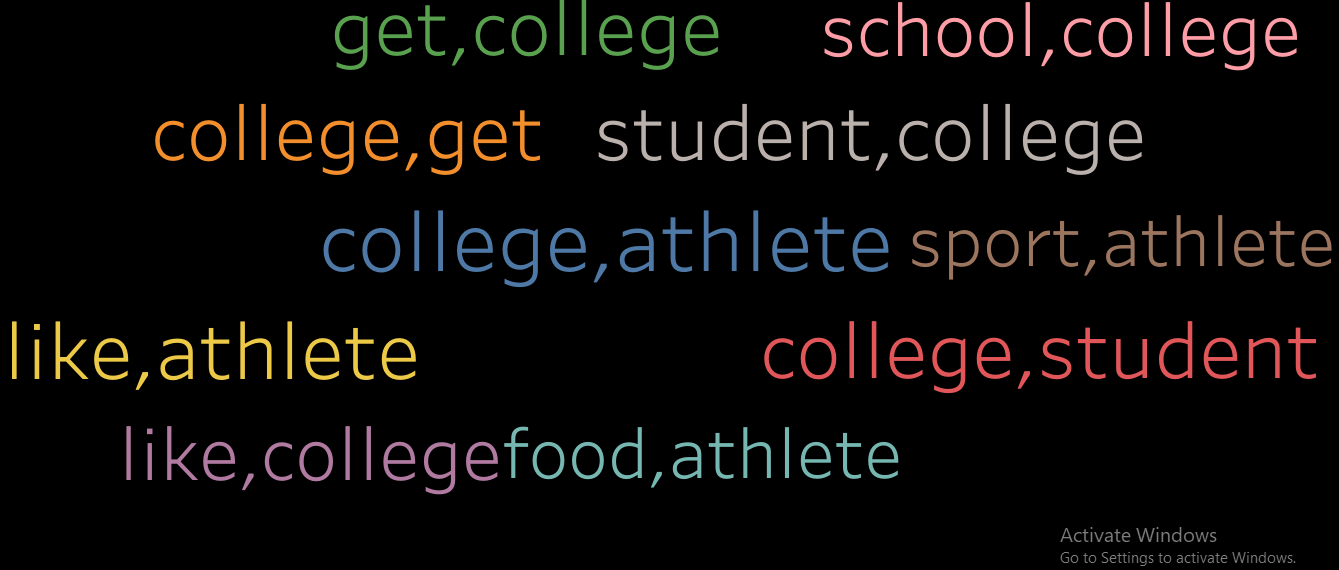 get,college school,college
college,get student,college
college,athlete sport,athlete
like,athlete college,student
like,college food,athlete
Activate Windows
Go to Settings to activate Windows.